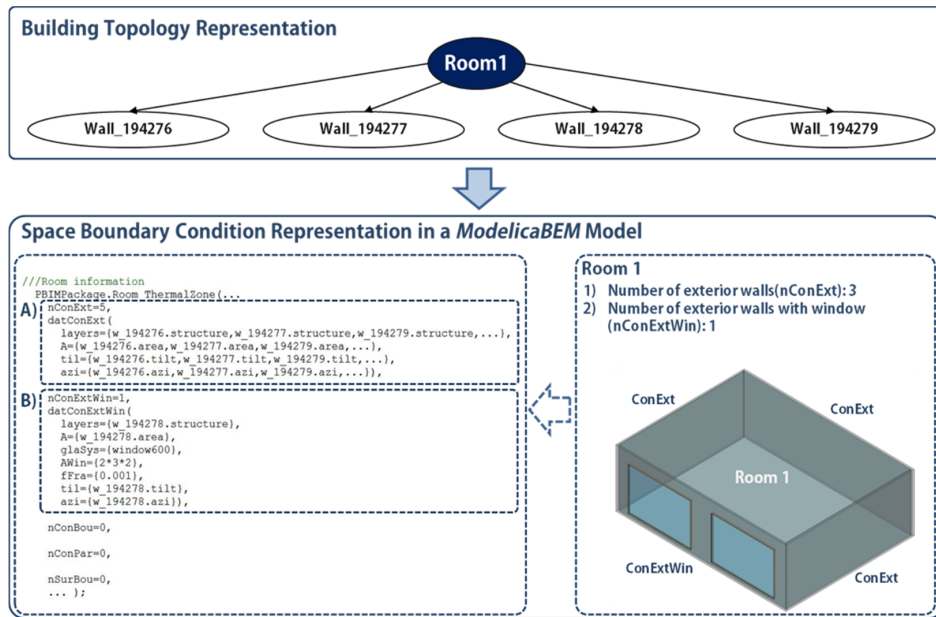 Building Topology Representation
Room1
Wall_194276
Wall_194277
Wall_194278
Wall_194279
Space Boundary Condition Representation in a ModelicaBEM Model
///Room information
PBIMPackage.Room ThermalZone(...
A)
nConExt=5,
datConExt(
layers={w_194276.structure,w_194277.structure,w_194279.structure,...},
A={w_194276.area,w_194277.area,w_194279.area,...},
til={w_194276.tilt,w_194277.tilt,w_194279.tilt,...},
azi={w_194276.azi,w_194277.azi,w_194279.azi,...}),
B)
nConExtWin=1,
datConExtWin(
layers={w_194278.structure},
A={w_194278.area},
glaSys={window600},
AWin={2*3*2},
fFra={0.001},
til={w_194278.tilt},
azi={w_194278.azi}),
nConBou=0,
nConPar=0,
nSurBou=0,
... );
Room 1
1) Number of exterior walls(nConExt): 3
2) Number of exterior walls with window
(nConExtWin): 1
ConExt
ConExt
Room 1
ConExtWin
ConExt